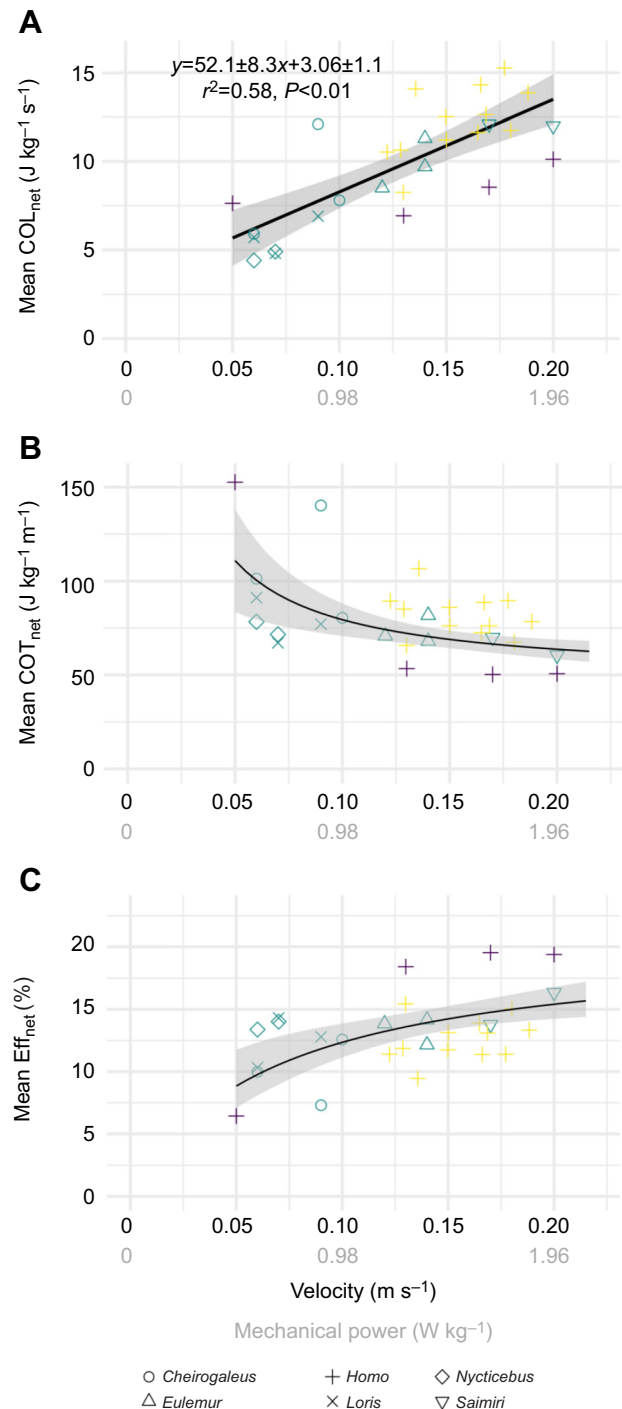 A
y=52.1±8.3x+3.06±1.1
r²=0.58, P<0.01
Mean COLnet (J kg⁻¹ s⁻¹)
15
10
5
0
0 0.05 0.10 0.15 0.20
0 0.98 1.96
B
Mean COTnet (J kg⁻¹ m⁻¹)
150
100
50
0
0 0.05 0.10 0.15 0.20
0 0.98 1.96
C
Mean Effnet (%)
20
15
10
5
0
0 0.05 0.10 0.15 0.20
0 0.98 1.96
Velocity (m s⁻¹)
Mechanical power (W kg⁻¹)
Cheirogaleus Homo Nycticebus
Eulemur Loris Saimiri